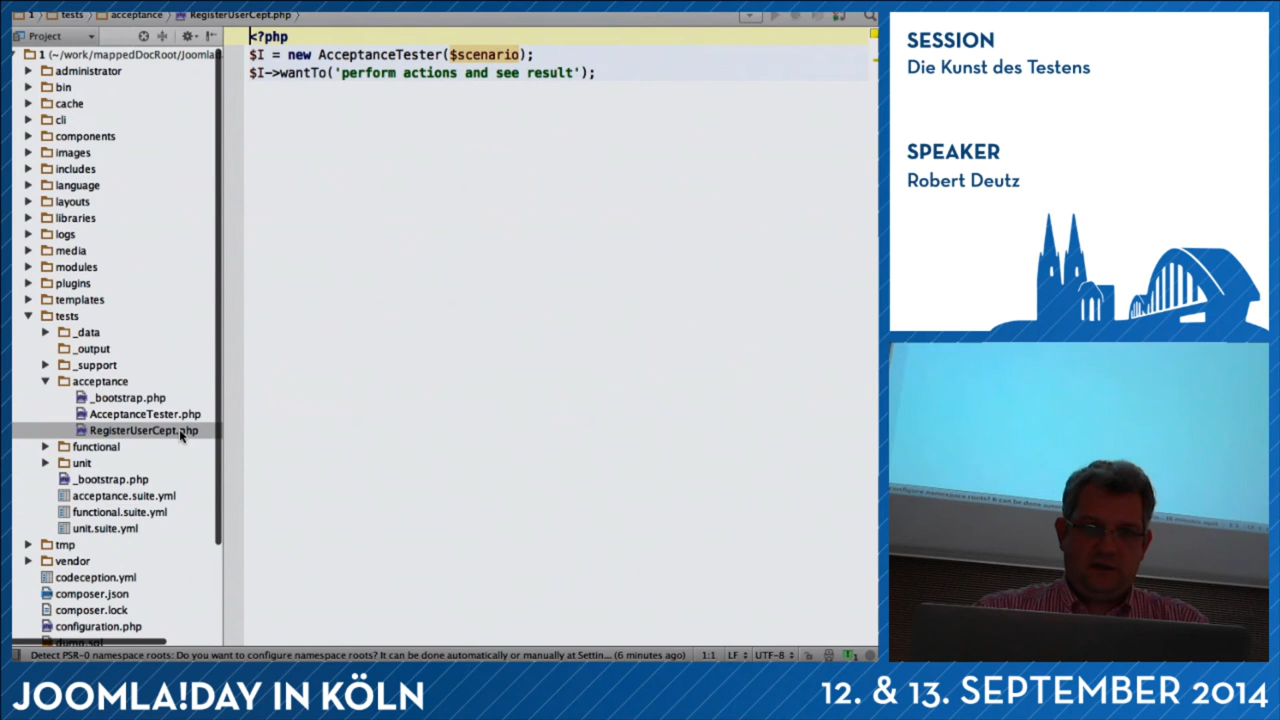 1 tests acceptance RegisterUserCept.php
Project
1 (~/work/mappedDocRoot/Joomla
administrator
bin
cache
cli
components
images
includes
language
layouts
libraries
logs
media
modules
plugins
templates
tests
_data
_output
_support
acceptance
_bootstrap.php
AcceptanceTester.php
RegisterUserCept.php
functional
unit
_bootstrap.php
acceptance.suite.yml
functional.suite.yml
unit.suite.yml
tmp
vendor
codeception.yml
composer.json
composer.lock
configuration.php
dump.sql
<?php
$I = new AcceptanceTester($scenario);
$I->wantTo('perform actions and see result');
Detect PSR-0 namespace roots: Do you want to configure namespace roots? It can be done automatically or manually at Settin... (6 minutes ago) 1:1 LF UTF-8
SESSION
Die Kunst des Testens
SPEAKER
Robert Deutz
JOOMLA!DAY IN KÖLN
12. & 13. SEPTEMBER 2014